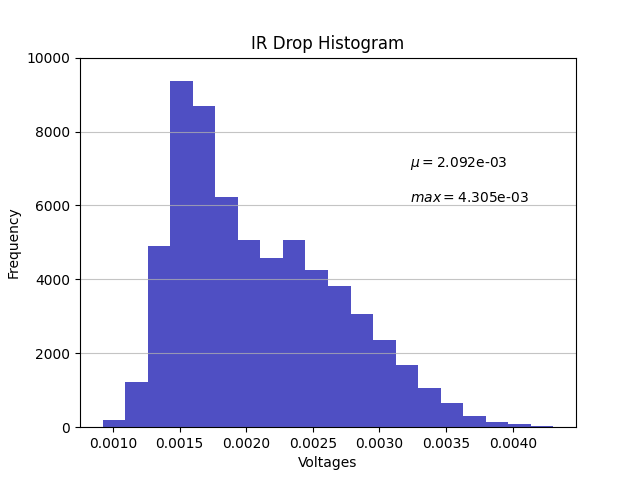 IR Drop Histogram
10000
8000
6000
4000
2000
0
Frequency
μ = 2.092e-03
max = 4.305e-03
0.0010 0.0015 0.0020 0.0025 0.0030 0.0035 0.0040
Voltages